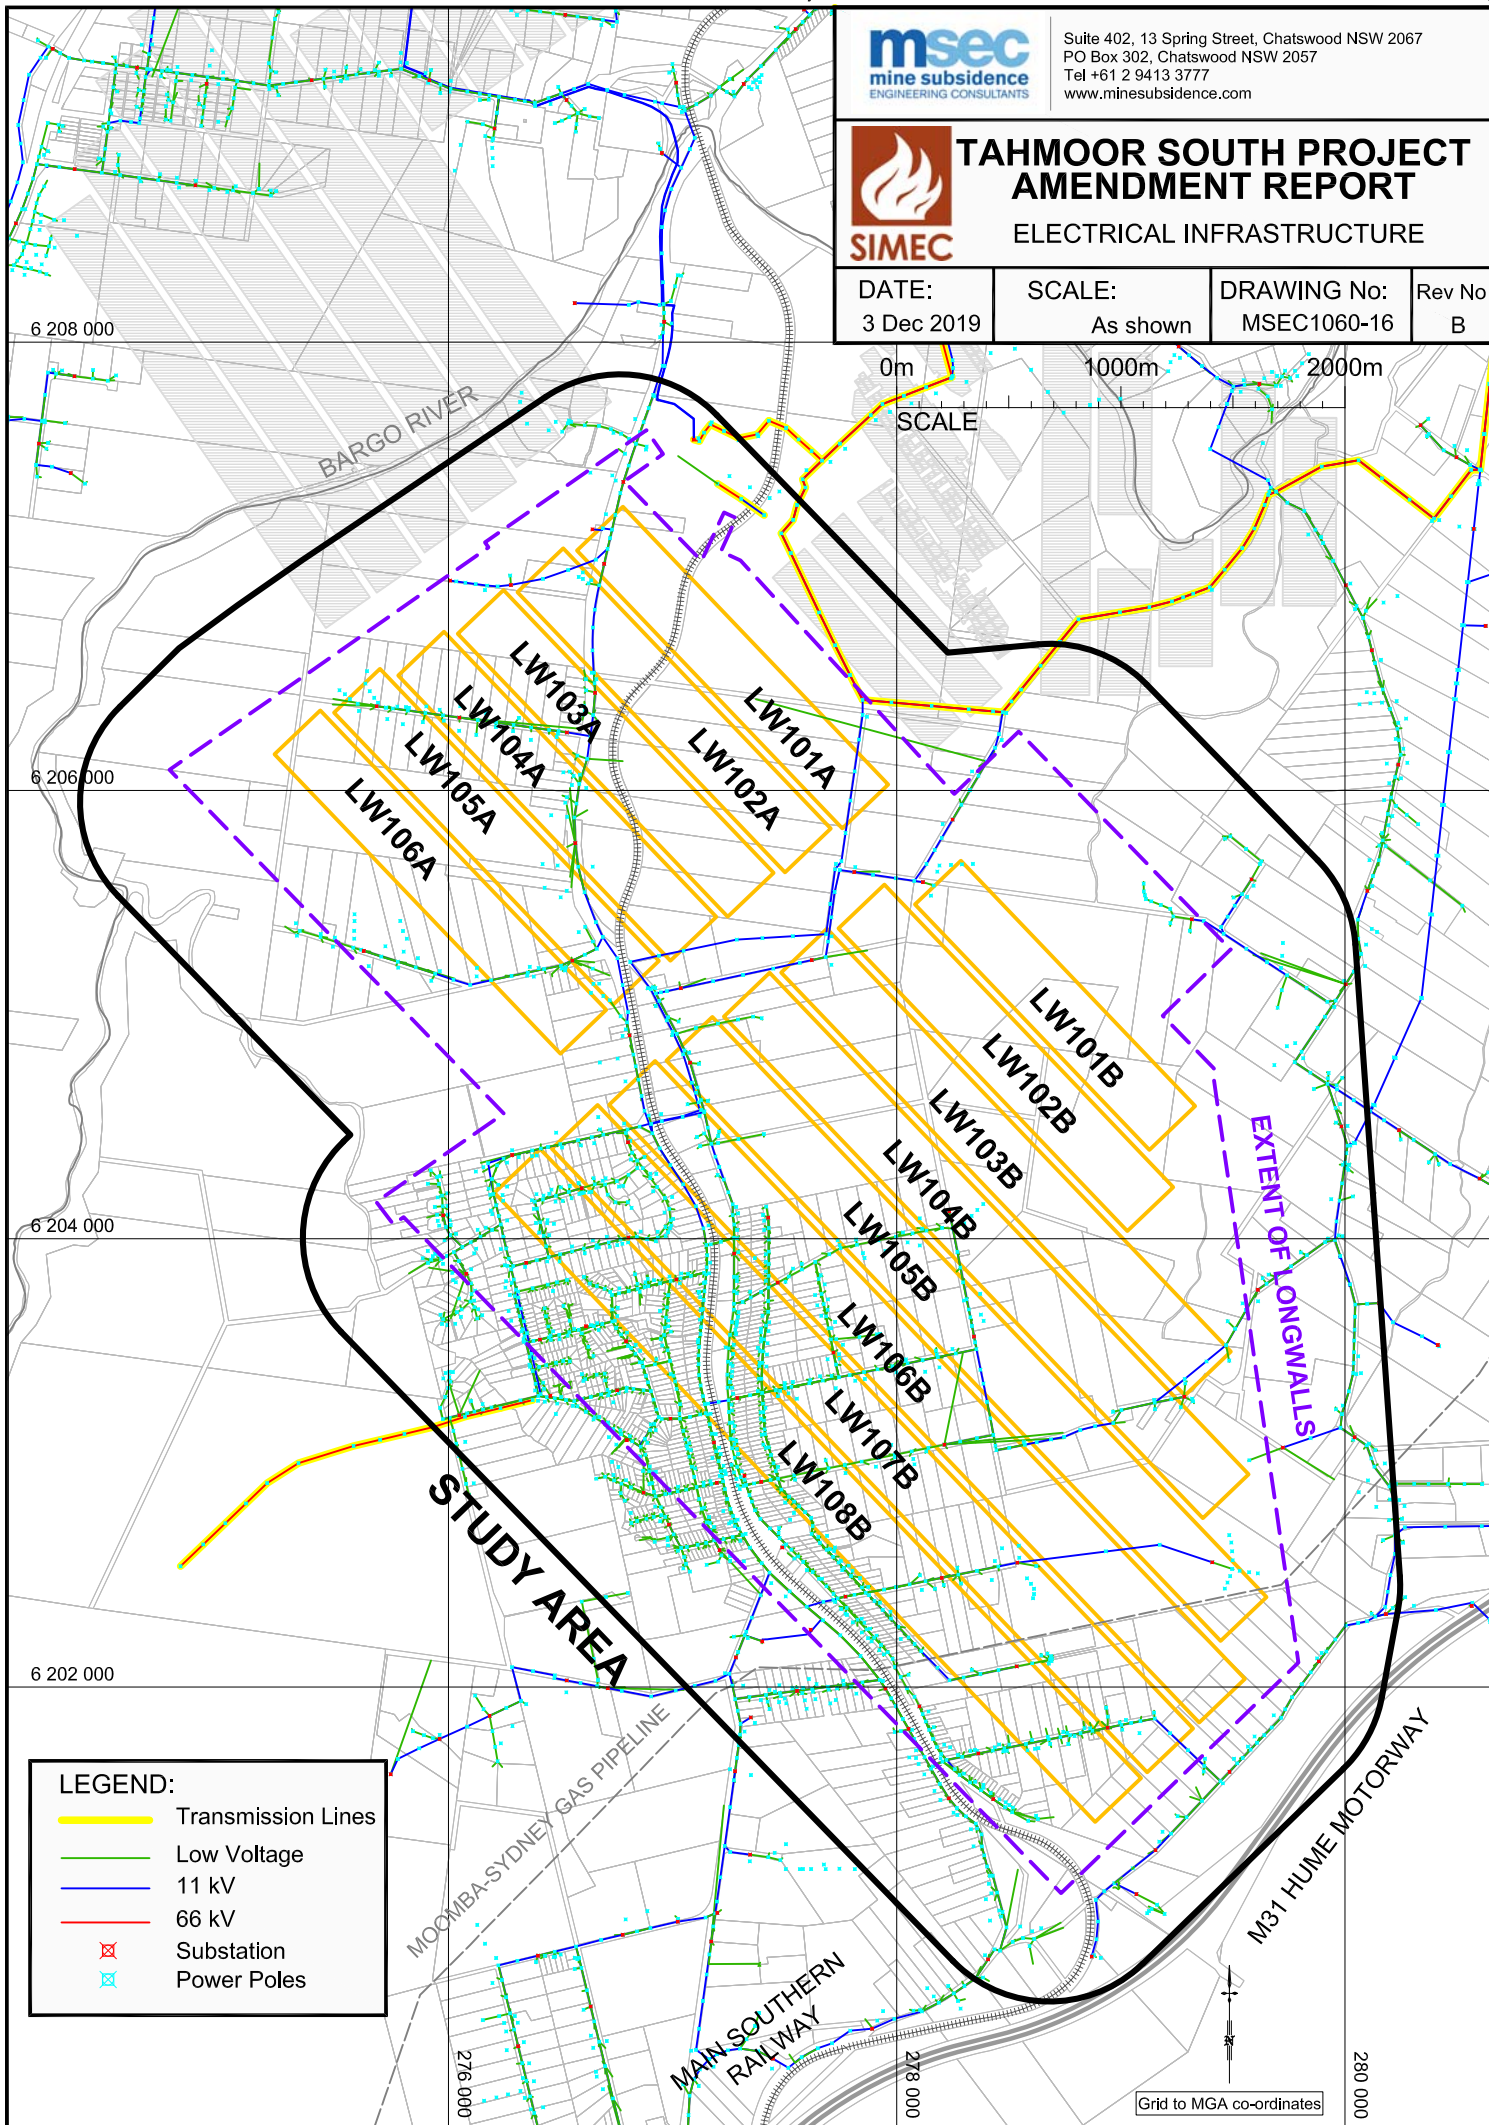 msec
mine subsidence
ENGINEERING CONSULTANTS
Suite 402, 13 Spring Street, Chatswood NSW 2067
PO Box 302, Chatswood NSW 2057
Tel +61 2 9413 3777
www.minesubsidence.com
SIMEC
TAHMOOR SOUTH PROJECT
AMENDMENT REPORT
ELECTRICAL INFRASTRUCTURE
DATE:
3 Dec 2019
SCALE:
As shown
DRAWING No:
MSEC1060-16
Rev No
B
6 208 000
0m
1000m
2000m
SCALE
BARGO RIVER
LW103A
LW101A
LW104A
LW102A
LW105A
6 206 000
LW106A
LW101B
LW102B
LW103B
LW104B
EXTENT OF LONGWALLS
6 204 000
LW105B
LW106B
LW107B
LW108B
STUDY AREA
6 202 000
MOOMBA-SYDNEY GAS PIPELINE
M31 HUME MOTORWAY
LEGEND:
Transmission Lines
Low Voltage
11 kV
66 kV
Substation
Power Poles
MAIN SOUTHERN
RAILWAY
N
276 000
278 000
280 000
Grid to MGA co-ordinates